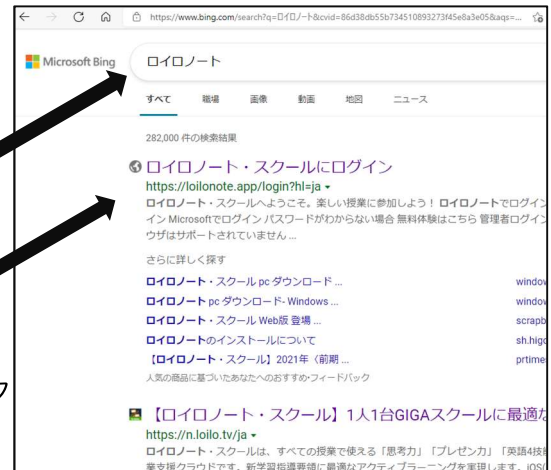 https://www.bing.com/search?q=ロイロノート&cvid=86d38db55b734510893273f45e8a3e05&aqs=...
Microsoft Bing
ロイロノート
すべて 職場 画像 動画 地図 ニュース
282,000 件の検索結果
ロイロノート・スクールにログイン
https://loilonote.app/login?hl=ja
ロイロノート・スクールへようこそ。楽しい授業に参加しよう！ ロイロノートでログイン
イン Microsoftでログイン パスワードがわからない場合 無料体験はこちら 管理者ログイン
ウザはサポートされていません ...
さらに詳しく探す
ロイロノート・スクール pc ダウンロード ... window
ロイロノート pc ダウンロード- Windows ... window
ロイロノート・スクール Web版 登場 ... scrapb
ロイロノートのインストールについて sh.higo
【ロイロノート・スクール】2021年〈前期 ... prtimes
人気の商品に基づいたあなたへのおすすめ・フィードバック
【ロイロノート・スクール】1人1台GIGAスクールに最適な
https://n.loilo.tv/ja
ロイロノート・スクールは、すべての授業で使える「思考力」「プレゼン力」「英語4技能
業支援クラウドです。新学習指導要領に最適なアクティブラーニングを実現します。iOS